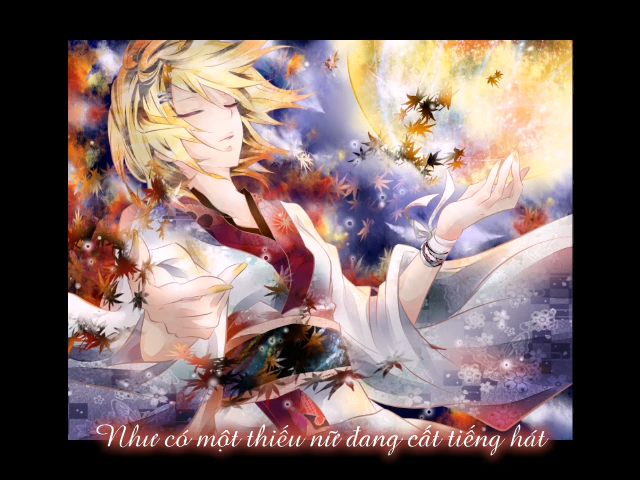 Như có một thiếu nữ đang cất tiếng hát